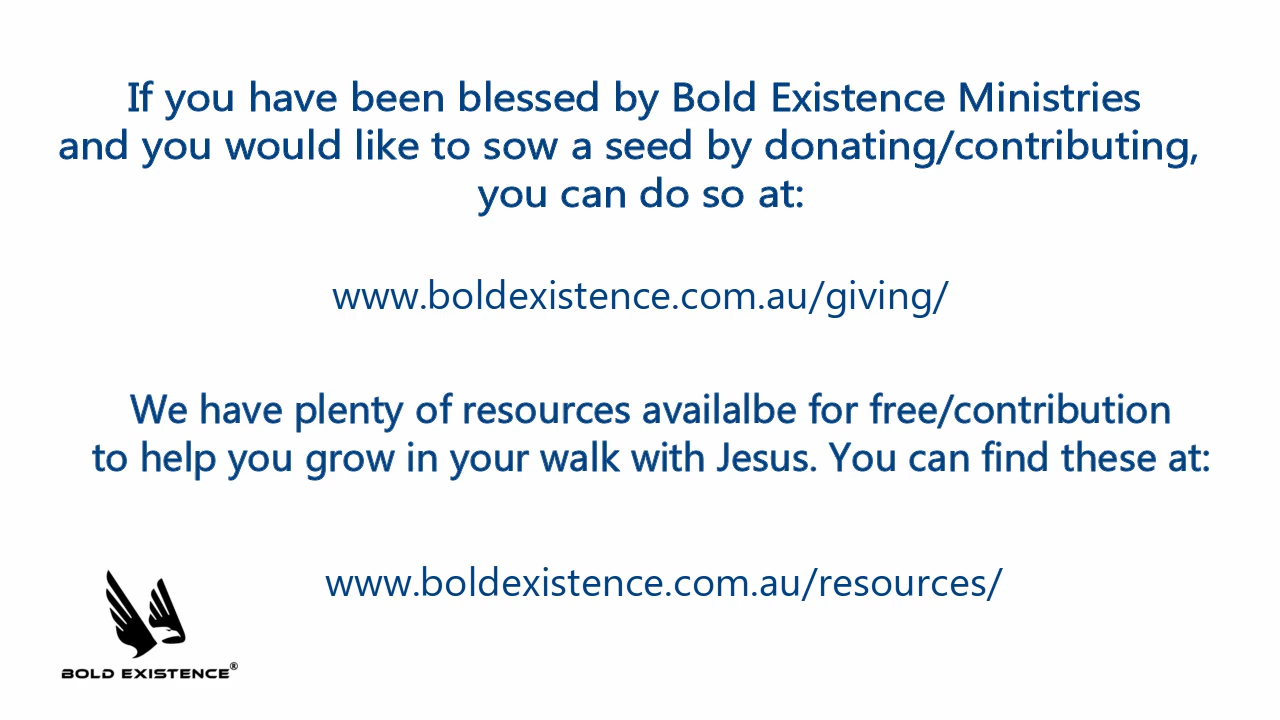 If you have been blessed by Bold Existence Ministries
and you would like to sow a seed by donating/contributing,
you can do so at:
www.boldexistence.com.au/giving/
We have plenty of resources availalbe for free/contribution
to help you grow in your walk with Jesus. You can find these at:
www.boldexistence.com.au/resources/
BOLD EXISTENCE®